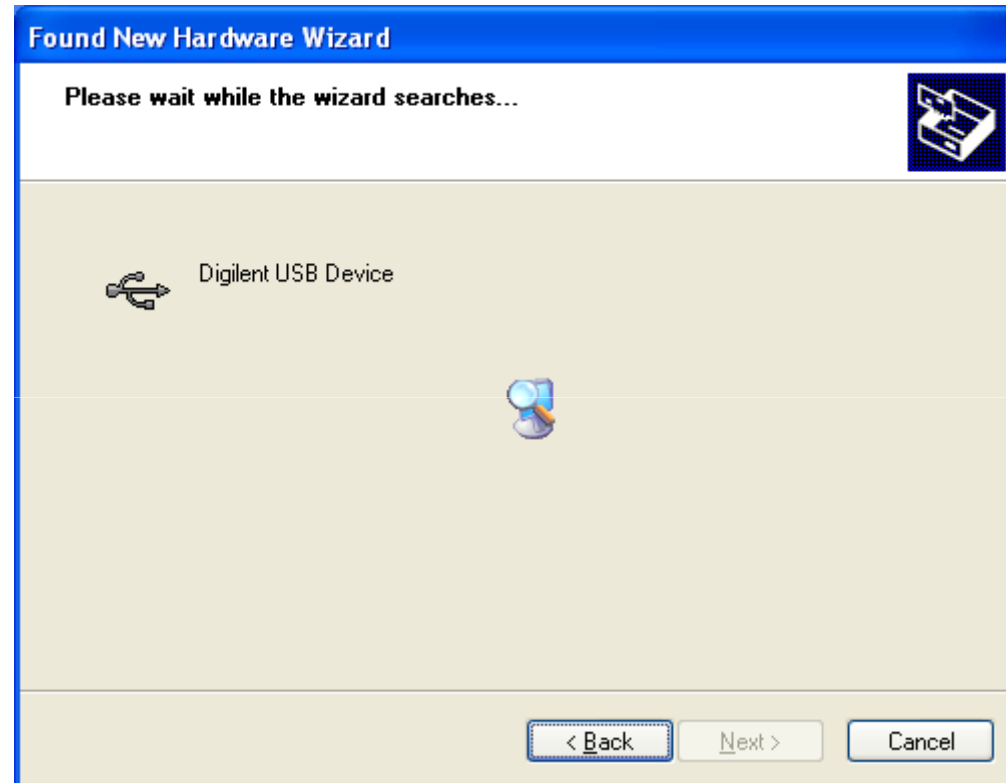 Found New Hardware Wizard
Please wait while the wizard searches...
Digilent USB Device
< Back
Next >
Cancel